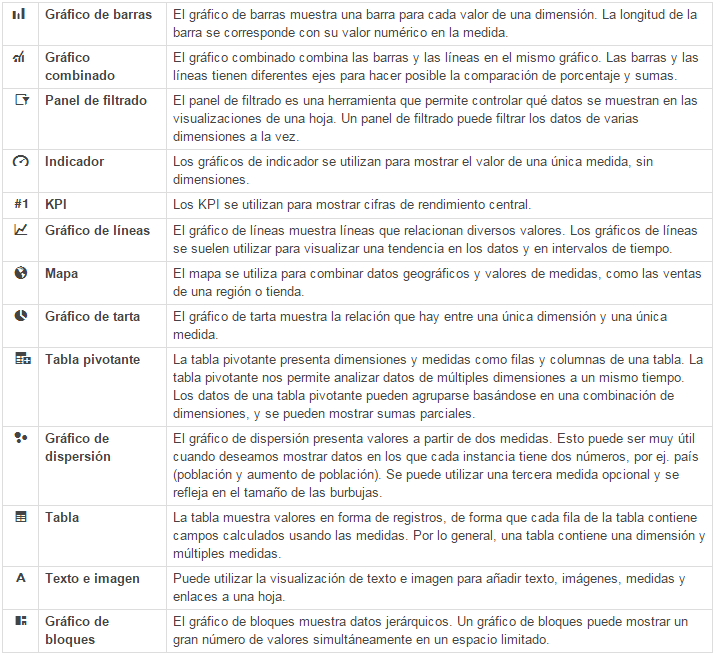 Gráfico de barras
El gráfico de barras muestra una barra para cada valor de una dimensión. La longitud de la
barra se corresponde con su valor numérico en la medida.
Gráfico
combinado
El gráfico combinado combina las barras y las líneas en el mismo gráfico. Las barras y las
líneas tienen diferentes ejes para hacer posible la comparación de porcentaje y sumas.
Panel de filtrado
El panel de filtrado es una herramienta que permite controlar qué datos se muestran en las
visualizaciones de una hoja. Un panel de filtrado puede filtrar los datos de varias
dimensiones a la vez.
Indicador
Los gráficos de indicador se utilizan para mostrar el valor de una única medida, sin
dimensiones.
#1
KPI
Los KPI se utilizan para mostrar cifras de rendimiento central.
Gráfico de líneas
El gráfico de líneas muestra líneas que relacionan diversos valores. Los gráficos de líneas
se suelen utilizar para visualizar una tendencia en los datos y en intervalos de tiempo.
Mapa
El mapa se utiliza para combinar datos geográficos y valores de medidas, como las ventas
de una región o tienda.
Gráfico de tarta
El gráfico de tarta muestra la relación que hay entre una única dimensión y una única
medida.
Tabla pivotante
La tabla pivotante presenta dimensiones y medidas como filas y columnas de una tabla. La
tabla pivotante nos permite analizar datos de múltiples dimensiones a un mismo tiempo.
Los datos de una tabla pivotante pueden agruparse basándose en una combinación de
dimensiones, y se pueden mostrar sumas parciales.
Gráfico de
dispersión
El gráfico de dispersión presenta valores a partir de dos medidas. Esto puede ser muy útil
cuando deseamos mostrar datos en los que cada instancia tiene dos números, por ej. país
(población y aumento de población). Se puede utilizar una tercera medida opcional y se
refleja en el tamaño de las burbujas.
Tabla
La tabla muestra valores en forma de registros, de forma que cada fila de la tabla contiene
campos calculados usando las medidas. Por lo general, una tabla contiene una dimensión y
múltiples medidas.
A
Texto e imagen
Puede utilizar la visualización de texto e imagen para añadir texto, imágenes, medidas y
enlaces a una hoja.
Gráfico de
bloques
El gráfico de bloques muestra datos jerárquicos. Un gráfico de bloques puede mostrar un
gran número de valores simultáneamente en un espacio limitado.